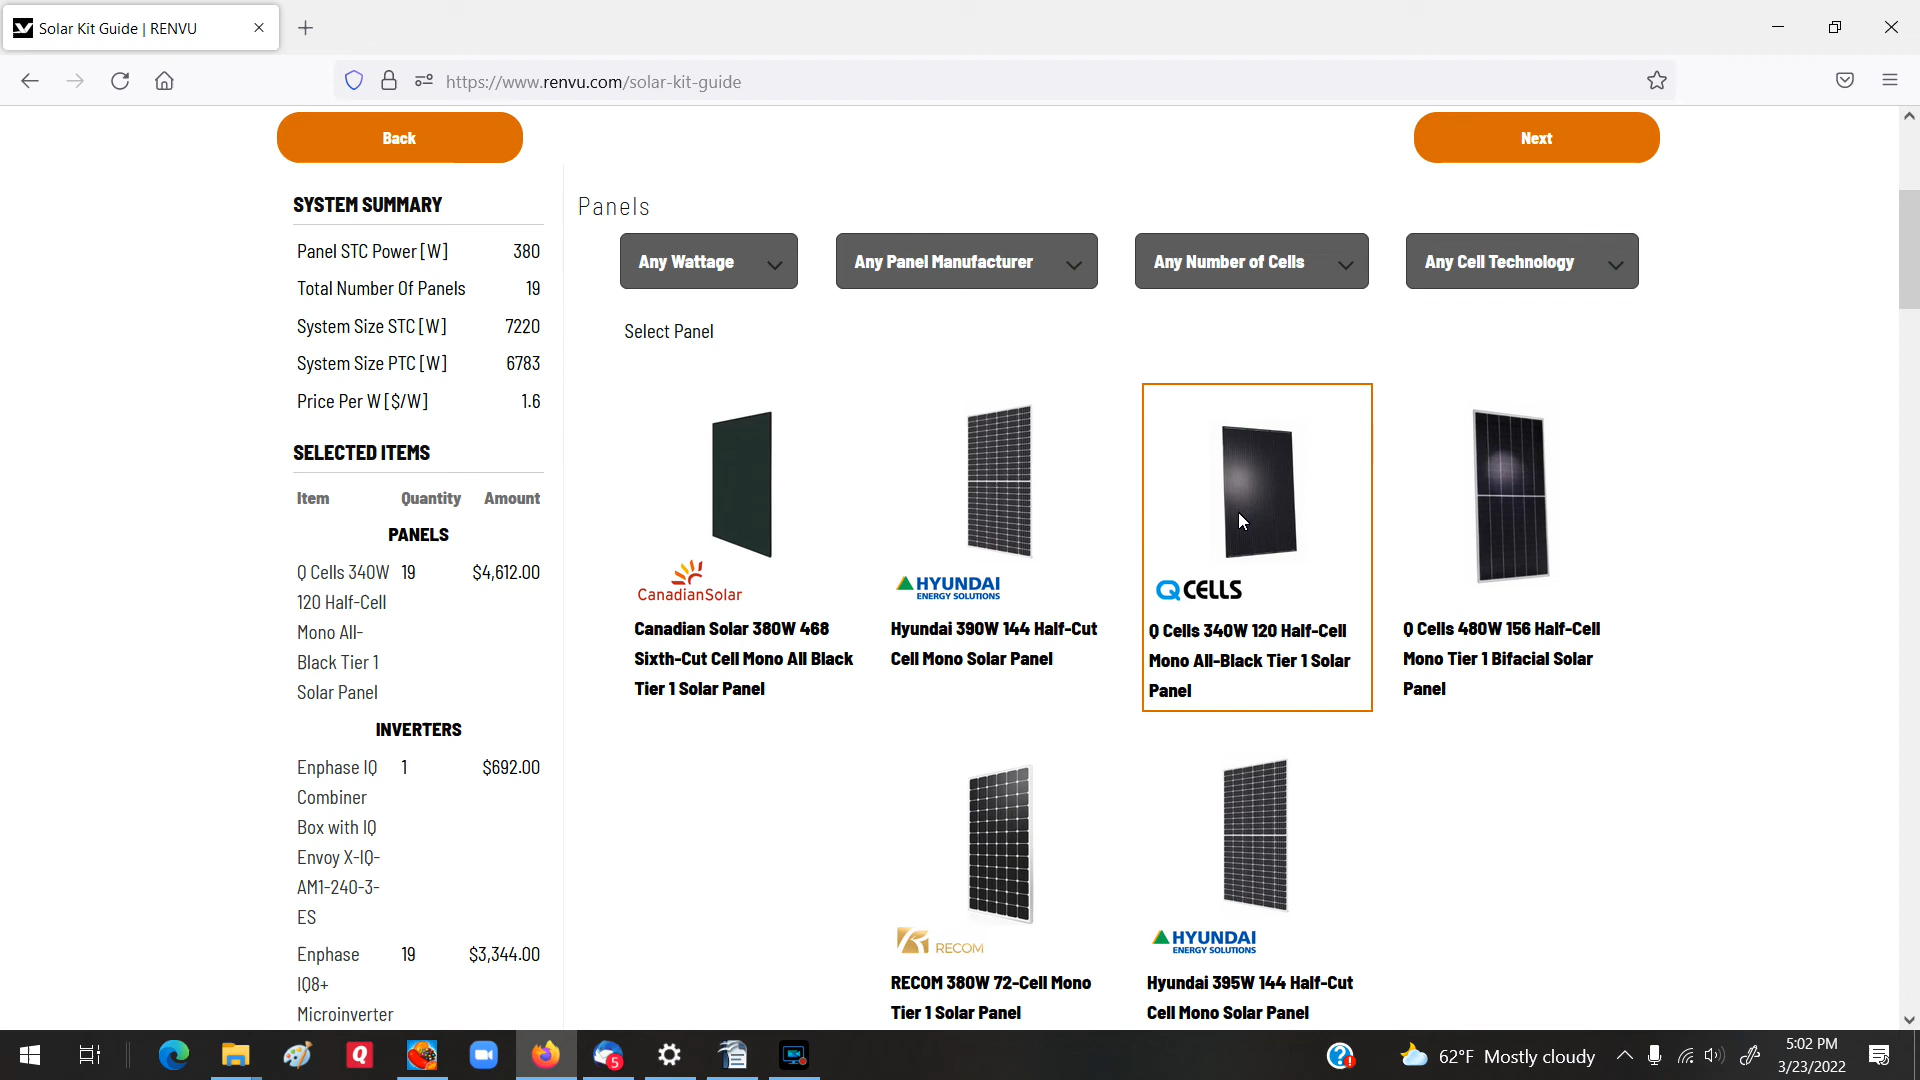 Solar Kit Guide | RENVU
https://www.renvu.com/solar-kit-guide
Back
Next
SYSTEM SUMMARY
Panel STC Power [W] 380
Total Number Of Panels 19
System Size STC [W] 7220
System Size PTC [W] 6783
Price Per W [$/W] 1.6
SELECTED ITEMS
Item Quantity Amount
PANELS
Q Cells 340W 19 $4,612.00
120 Half-Cell
Mono All-
Black Tier 1
Solar Panel
INVERTERS
Enphase IQ 1 $692.00
Combiner
Box with IQ
Envoy X-IQ-
AM1-240-3-
ES
Enphase 19 $3,344.00
IQ8+
Microinverter
Panels
Any Wattage
Any Panel Manufacturer
Any Number of Cells
Any Cell Technology
Select Panel
CanadianSolar
Canadian Solar 380W 468
Sixth-Cut Cell Mono All Black
Tier 1 Solar Panel
HYUNDAI
ENERGY SOLUTIONS
Hyundai 390W 144 Half-Cut
Cell Mono Solar Panel
Q CELLS
Q Cells 340W 120 Half-Cell
Mono All-Black Tier 1 Solar
Panel
Q Cells 480W 156 Half-Cell
Mono Tier 1 Bifacial Solar
Panel
RECOM
RECOM 380W 72-Cell Mono
Tier 1 Solar Panel
HYUNDAI
ENERGY SOLUTIONS
Hyundai 395W 144 Half-Cut
Cell Mono Solar Panel
Q
5
62°F Mostly cloudy
5:02 PM
3/23/2022